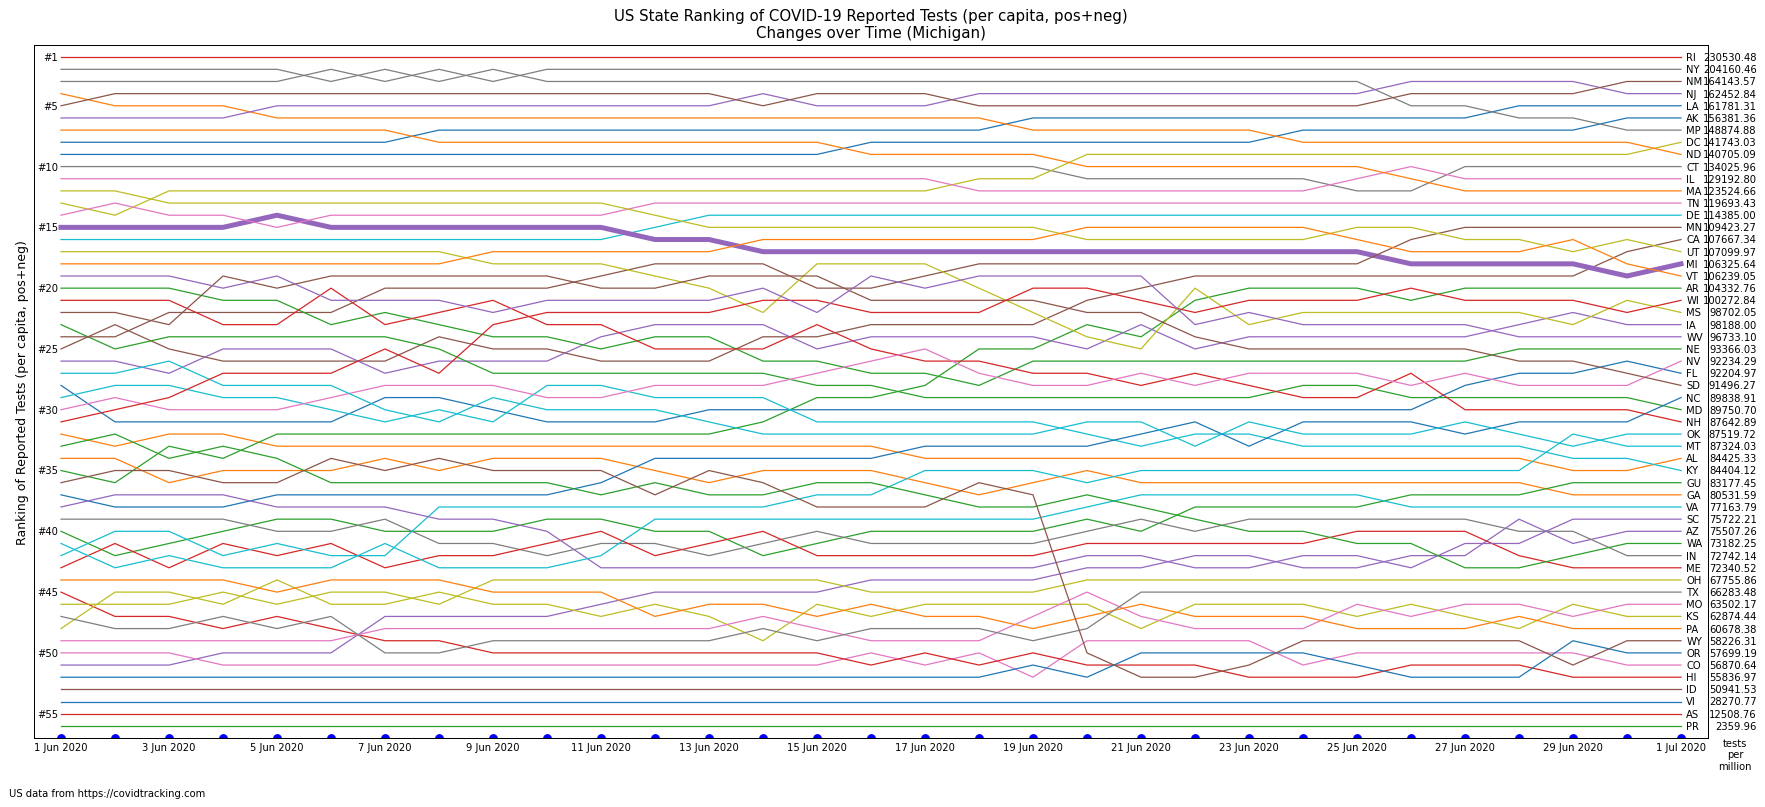 US State Ranking of COVID-19 Reported Tests (per capita, pos+neg)
Changes over Time (Michigan)
Ranking of Reported Tests (per capita, pos+neg)
#1
#5
#10
#15
#20
#25
#30
#35
#40
#45
#50
#55
RI 230530.48
NY 204160.46
NM 164143.57
NJ 162452.84
LA 161781.31
AK 156381.36
MP 148874.88
DC 141743.03
ND 140705.09
CT 134025.96
IL 129192.80
MA 123524.66
TN 119693.43
DE 114385.00
MN 109423.27
CA 107667.34
UT 107099.97
MI 106325.64
VT 106239.05
AR 104332.76
WI 100272.84
MS 98702.05
IA 98188.00
WV 96733.10
NE 93366.03
NV 92234.29
FL 92204.97
SD 91496.27
NC 89838.91
MD 89750.70
NH 87642.89
OK 87519.72
MT 87324.03
AL 84425.33
KY 84404.12
GU 83177.45
GA 80531.59
VA 77163.79
SC 75722.21
AZ 75507.26
WA 73182.25
IN 72742.14
ME 72340.52
OH 67755.86
TX 66283.48
MO 63502.17
KS 62874.44
PA 60678.38
WY 58226.31
OR 57699.19
CO 56870.64
HI 55836.97
ID 50941.53
VI 28270.77
AS 12508.76
PR 2359.96
1 Jun 2020 3 Jun 2020 5 Jun 2020 7 Jun 2020 9 Jun 2020 11 Jun 2020 13 Jun 2020 15 Jun 2020 17 Jun 2020 19 Jun 2020 21 Jun 2020 23 Jun 2020 25 Jun 2020 27 Jun 2020 29 Jun 2020 1 Jul 2020
tests
per
million
US data from https://covidtracking.com